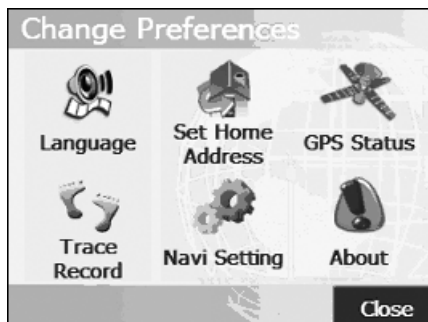 Change Preferences
Language
Set Home
Address
GPS Status
Trace
Record
Navi Setting
About
Close